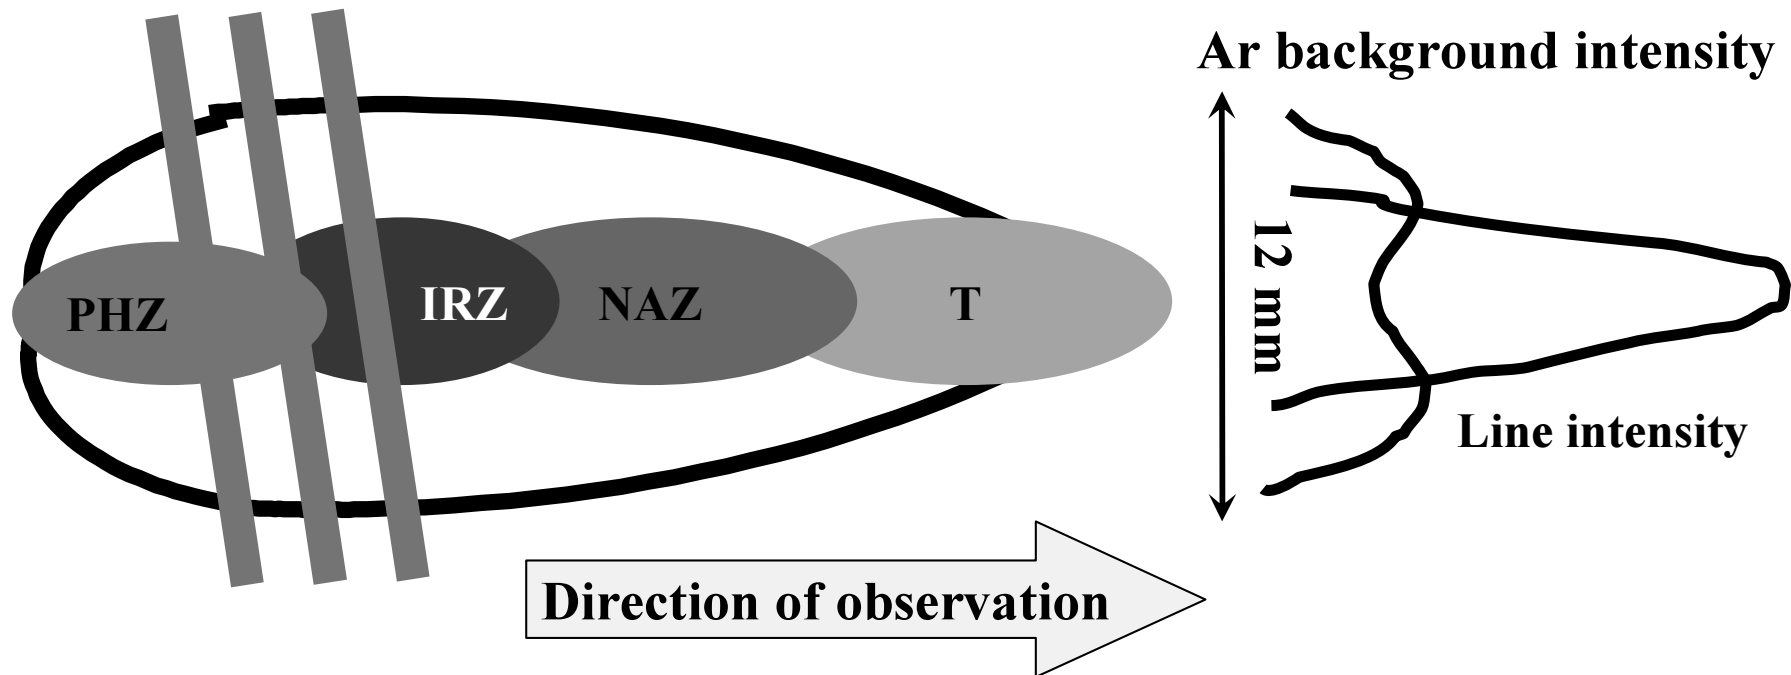 Ar background intensity
PHZ
IRZ
NAZ
T
12 mm
Line intensity
Direction of observation